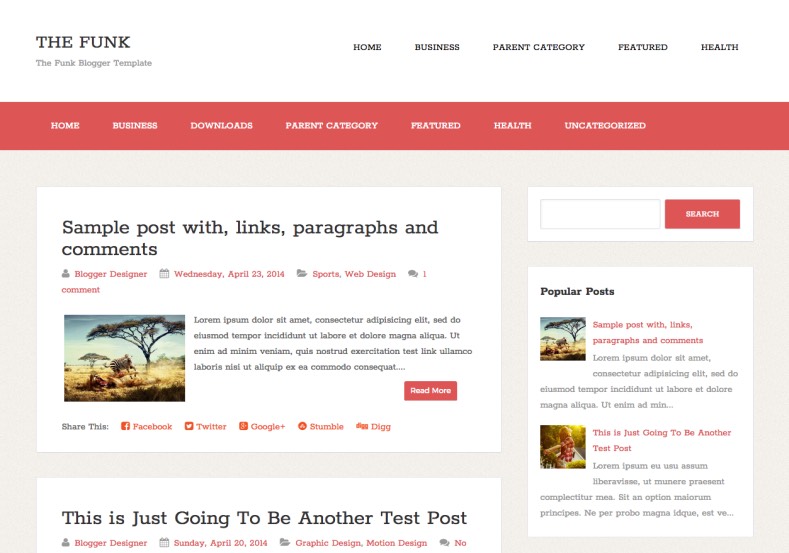 THE FUNK
The Funk Blogger Template
HOME BUSINESS PARENT CATEGORY FEATURED HEALTH
HOME BUSINESS DOWNLOADS PARENT CATEGORY FEATURED HEALTH UNCATEGORIZED
Sample post with, links, paragraphs and
comments
Blogger Designer Wednesday, April 23, 2014 Sports, Web Design 1
comment
Lorem ipsum dolor sit amet, consectetur adipisicing elit, sed do
eiusmod tempor incididunt ut labore et dolore magna aliqua. Ut
enim ad minim veniam, quis nostrud exercitation test link ullamco
laboris nisi ut aliquip ex ea commodo consequat....
Read More
Share This: Facebook Twitter Google+ Stumble Digg
This is Just Going To Be Another Test Post
Blogger Designer Sunday, April 20, 2014 Graphic Design, Motion Design No
SEARCH
Popular Posts
Sample post with, links,
paragraphs and comments
Lorem ipsum dolor sit amet,
consectetur adipisicing elit, sed do
eiusmod tempor incididunt ut labore et dolore
magna aliqua. Ut enim ad min...
This is Just Going To Be Another
Test Post
Lorem ipsum eu usu assum
liberavisse, ut munere praesent
complectitur mea. Sit an option maiorum
principes. Ne per probo magna idque, est ve...